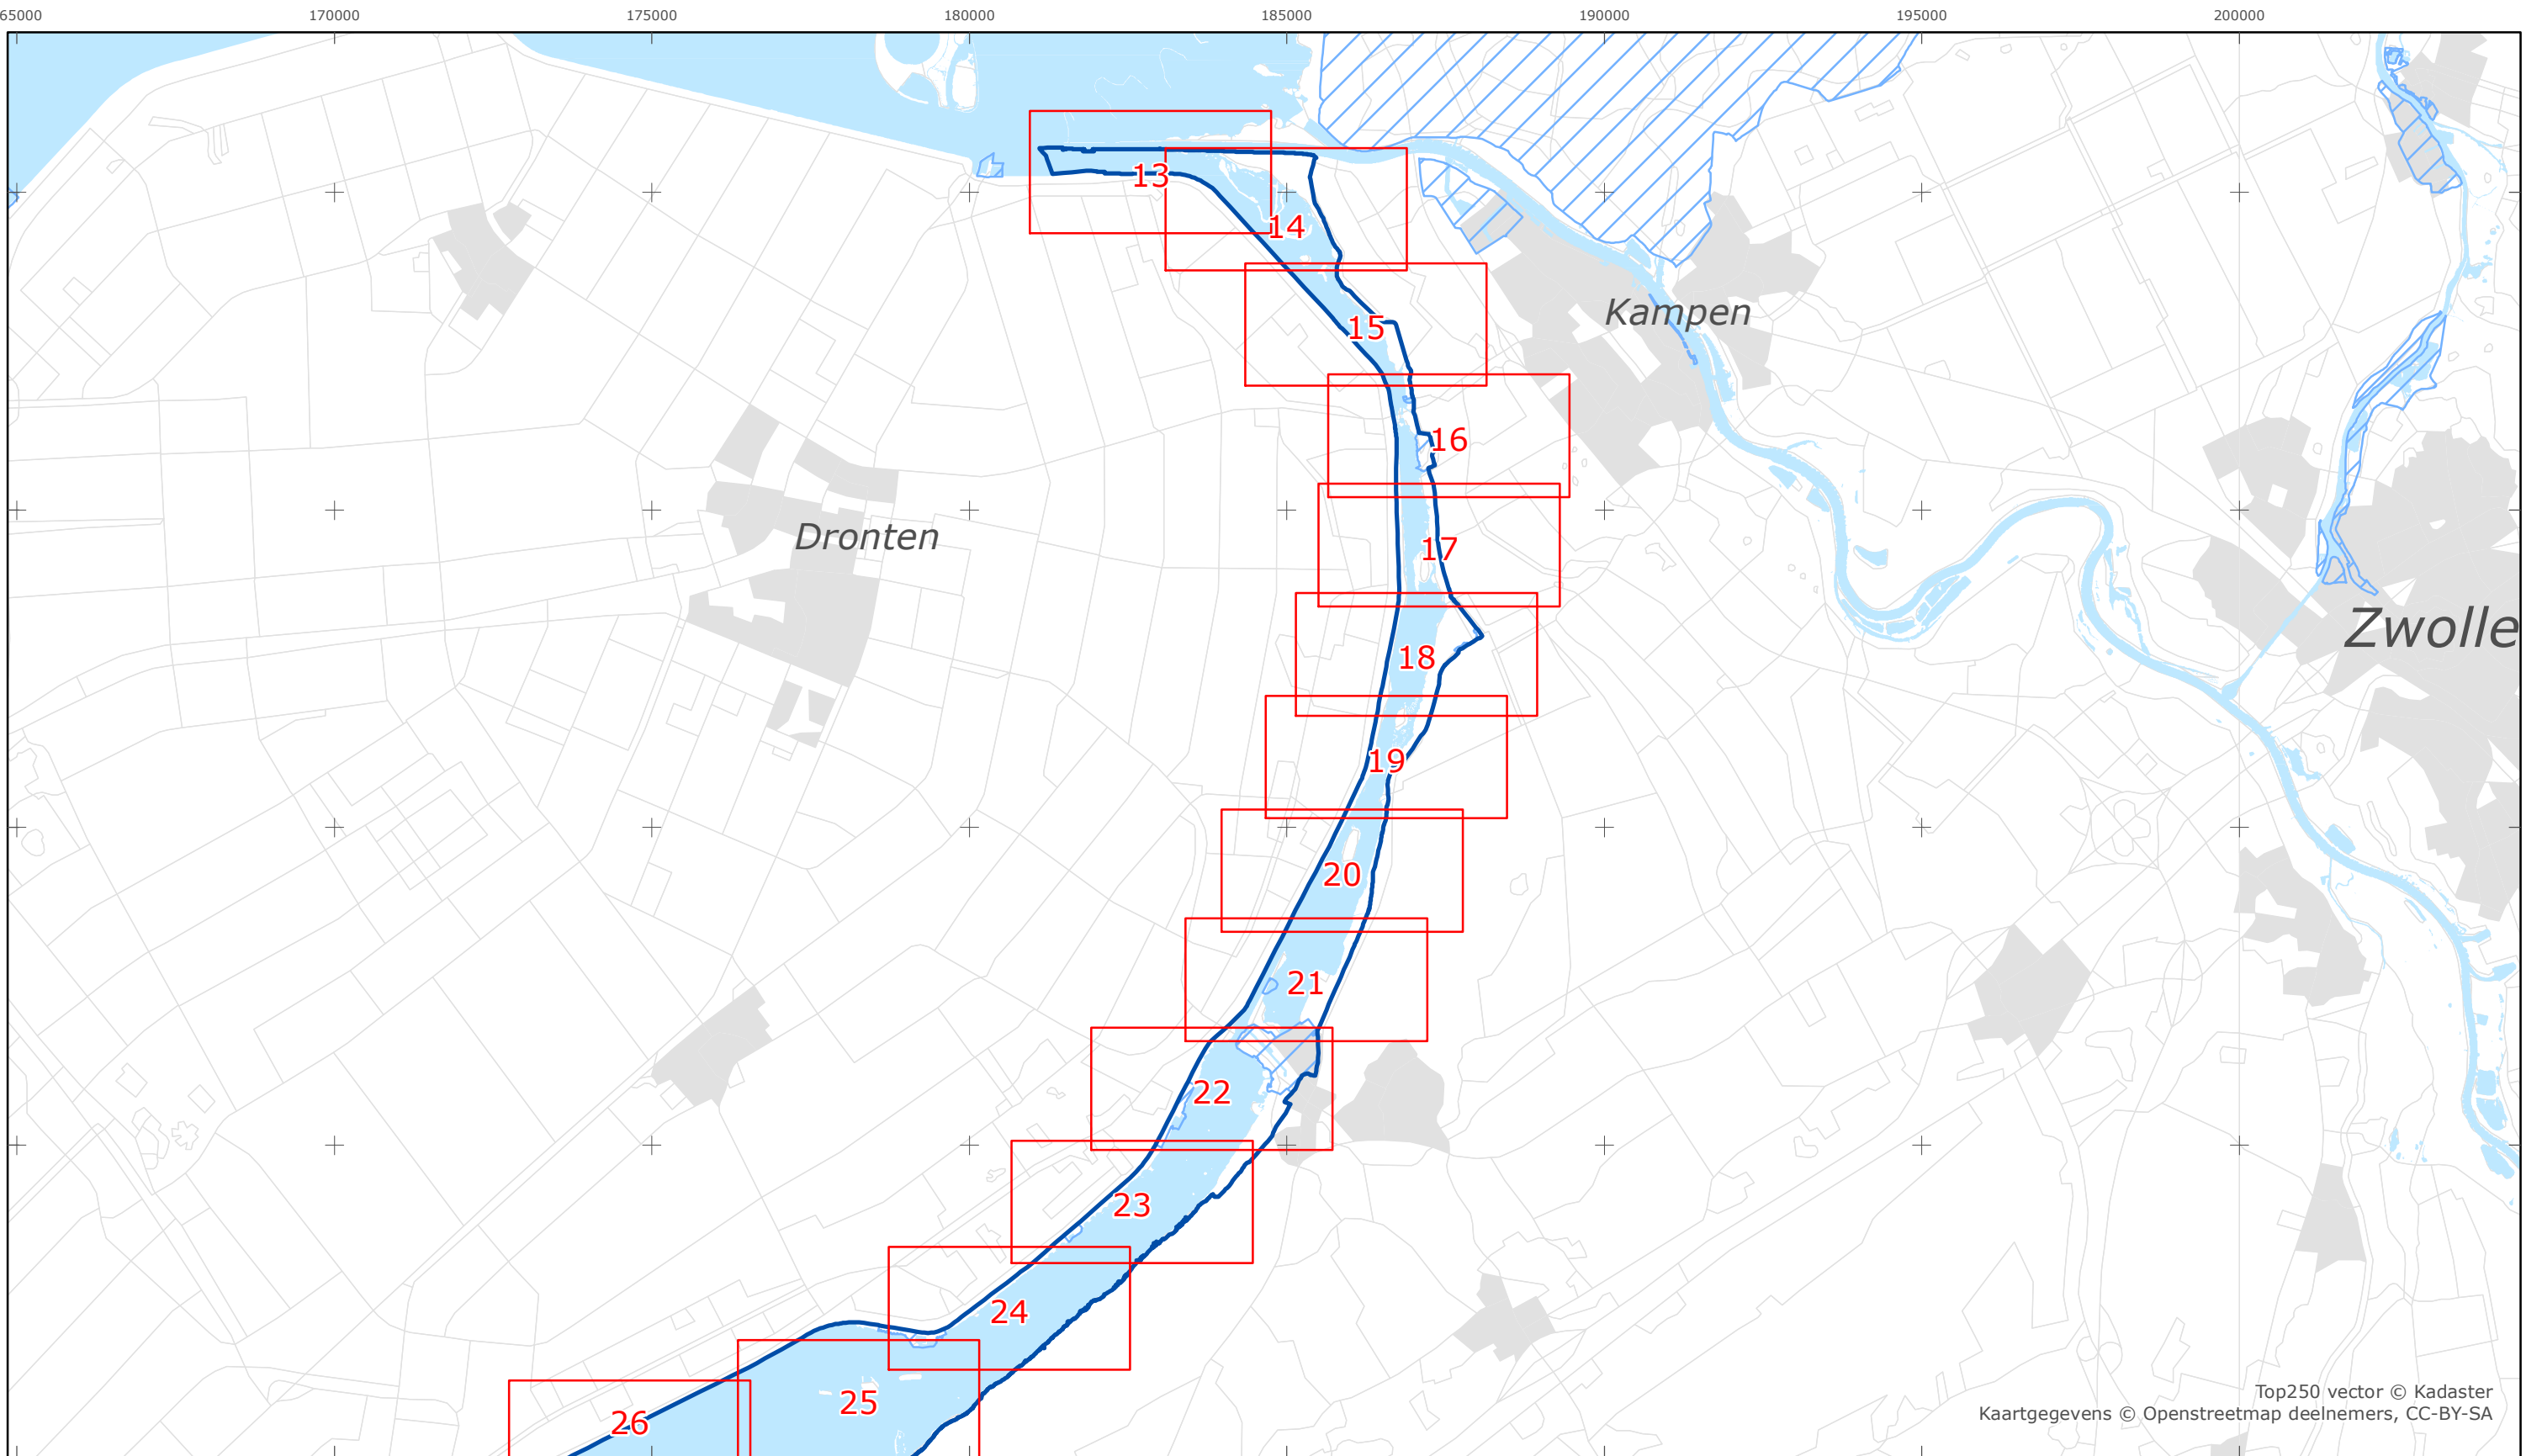 65000 170000 175000 180000 185000 190000 195000 200000
13
14
Kampen
15
16
Dronten
17
Zwolle
18
19
20
21
22
23
24
25
26
Top250 vector © Kadaster
Kaartgegevens © Openstreetmap deelnemers, CC-BY-SA